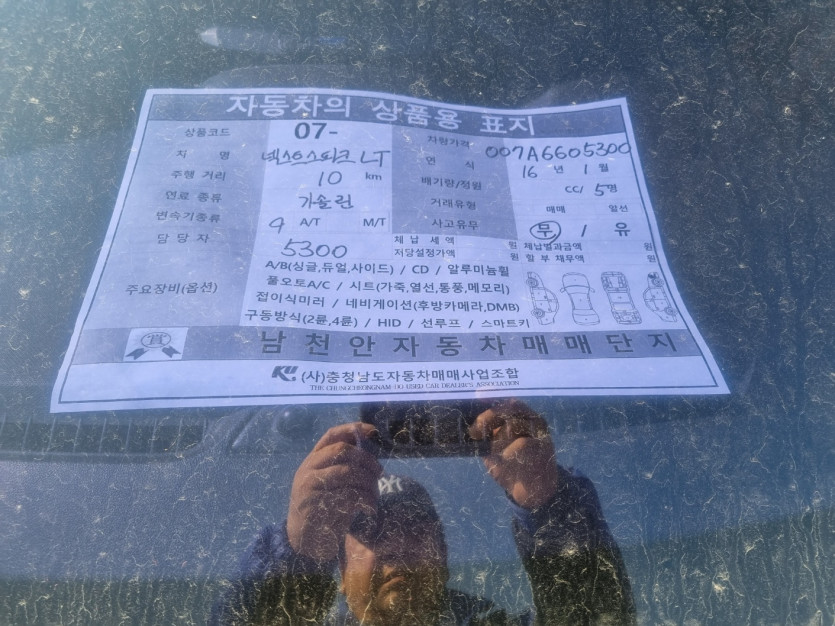 자동차의 상품용 표지
상품코드 07- 차량가격
차 명 넥스트스파크 LT 연 식 007A6605300
16 년 1 월
주행 거리 10 km 배기량/정원 CC/ 5명
연료 종류 가솔린 거래유형 매매 알선
변속기종류 A/T M/T 사고유무 무 / 유
담 당 자 5300 체 납 세 액 원 체납벌과금액 원
저당설정가액 원 할 부 채무액 원
주요장비(옵션) A/B(싱글,듀얼,사이드) / CD / 알루미늄휠
풀오토A/C / 시트(가죽,열선,통풍,메모리)
접이식미러 / 네비게이션(후방카메라,DMB)
구동방식(2륜,4륜) / HID / 선루프 / 스마트키
남천안자동차매매단지
(사)충청남도자동차매매사업조합
THE CHUNGCHEONGNAM-DO USED CAR DEALER'S ASSOCIATION
NY